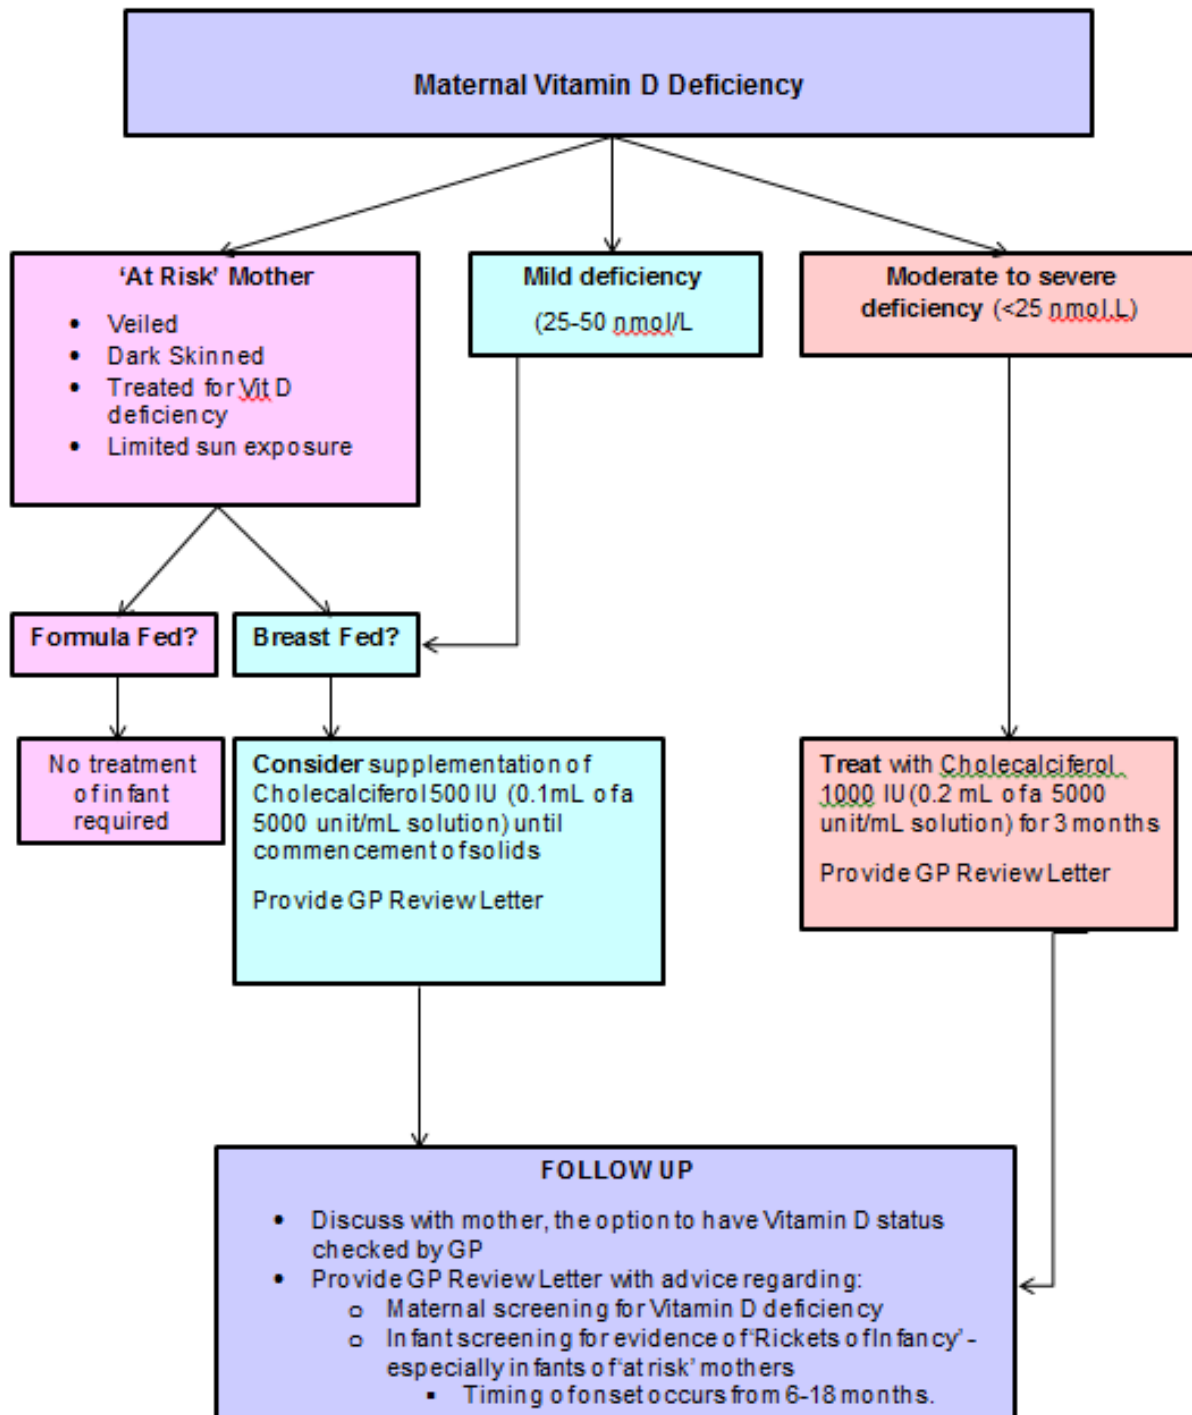 Maternal Vitamin D Deficiency
'At Risk' Mother
• Veiled
• Dark Skinned
• Treated for Vit D
deficiency
• Limited sun exposure
Mild deficiency
(25-50 nmol/L
Moderate to severe
deficiency (<25 nmol.L)
Formula Fed?
Breast Fed?
No treatment
of infant
required
Consider supplementation of
Cholecalciferol 500 IU (0.1mL of a
5000 unit/mL solution) until
commencement of solids
Provide GP Review Letter
Treat with Cholecalciferol
1000 IU (0.2 mL of a 5000
unit/mL solution) for 3 months
Provide GP Review Letter
FOLLOW UP
• Discuss with mother, the option to have Vitamin D status
checked by GP
• Provide GP Review Letter with advice regarding:
o Maternal screening for Vitamin D deficiency
o Infant screening for evidence of 'Rickets of Infancy' -
especially infants of 'at risk' mothers
▪ Timing of onset occurs from 6-18 months.